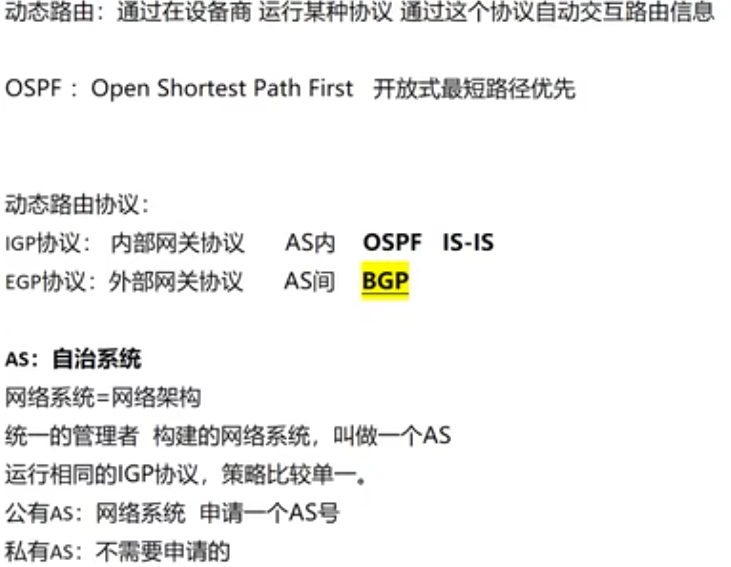 动态路由：通过在设备商 运行某种协议 通过这个协议自动交互路由信息
OSPF ：Open Shortest Path First 开放式最短路径优先
动态路由协议：
IGP协议： 内部网关协议 AS内 OSPF IS-IS
EGP协议：外部网关协议 AS间 BGP
AS：自治系统
网络系统=网络架构
统一的管理者 构建的网络系统，叫做一个AS
运行相同的IGP协议，策略比较单一。
公有AS：网络系统 申请一个AS号
私有AS：不需要申请的